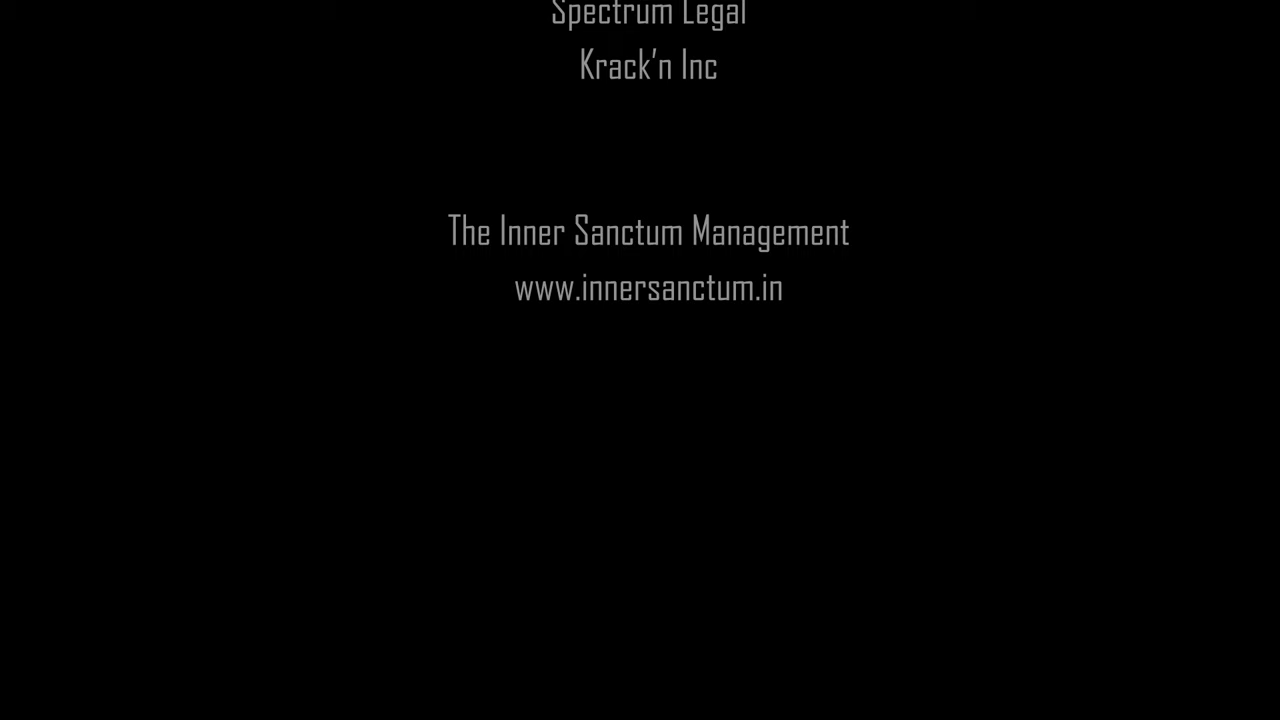 Spectrum Legal
Krack'n Inc
The Inner Sanctum Management
www.innersanctum.in